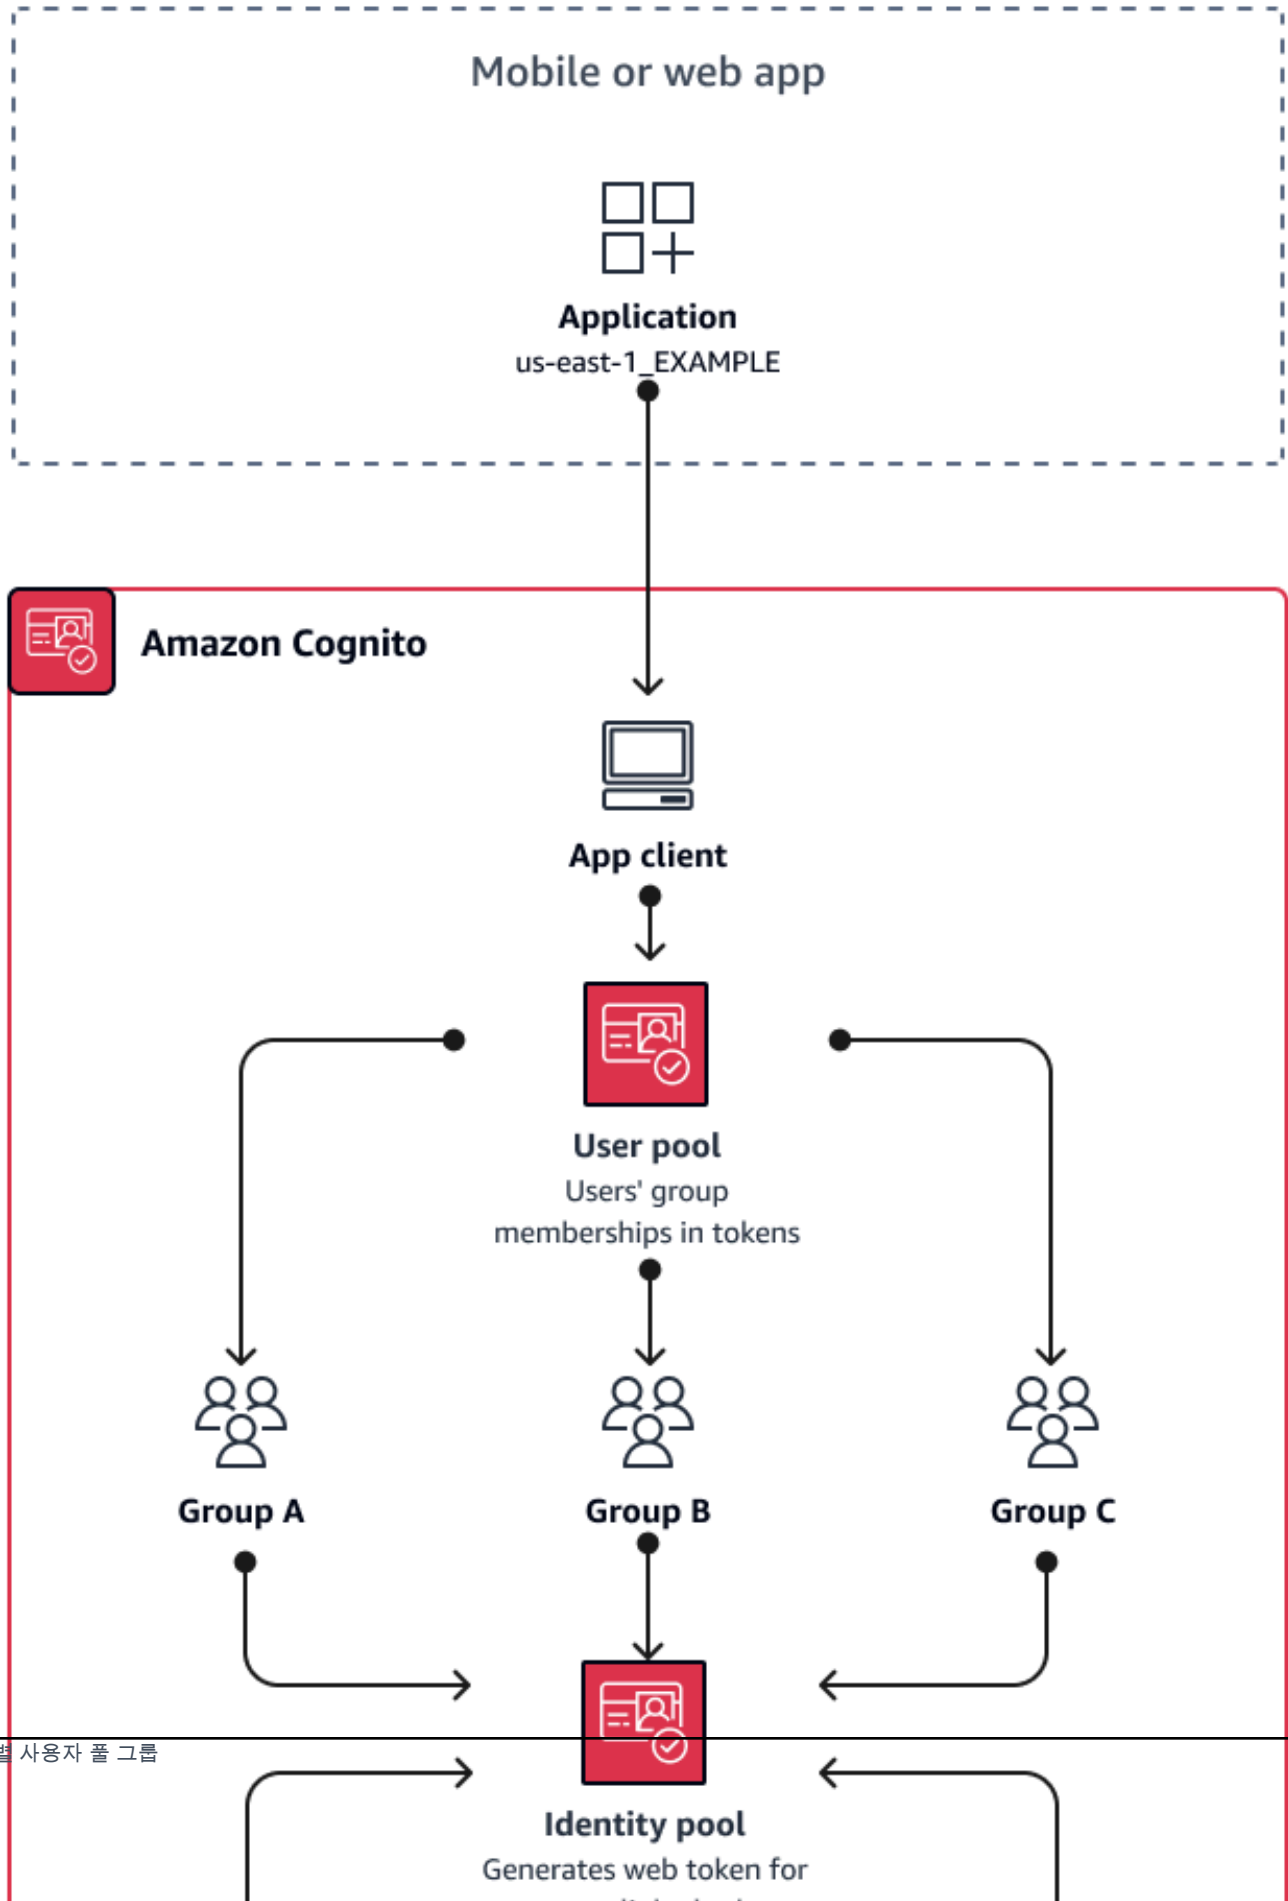 Mobile or web app
Application
us-east-1_EXAMPLE
Amazon Cognito
App client
User pool
Users' group
memberships in tokens
Group A
Group B
Group C
사용자 풀 그룹
Identity pool
Generates web token for